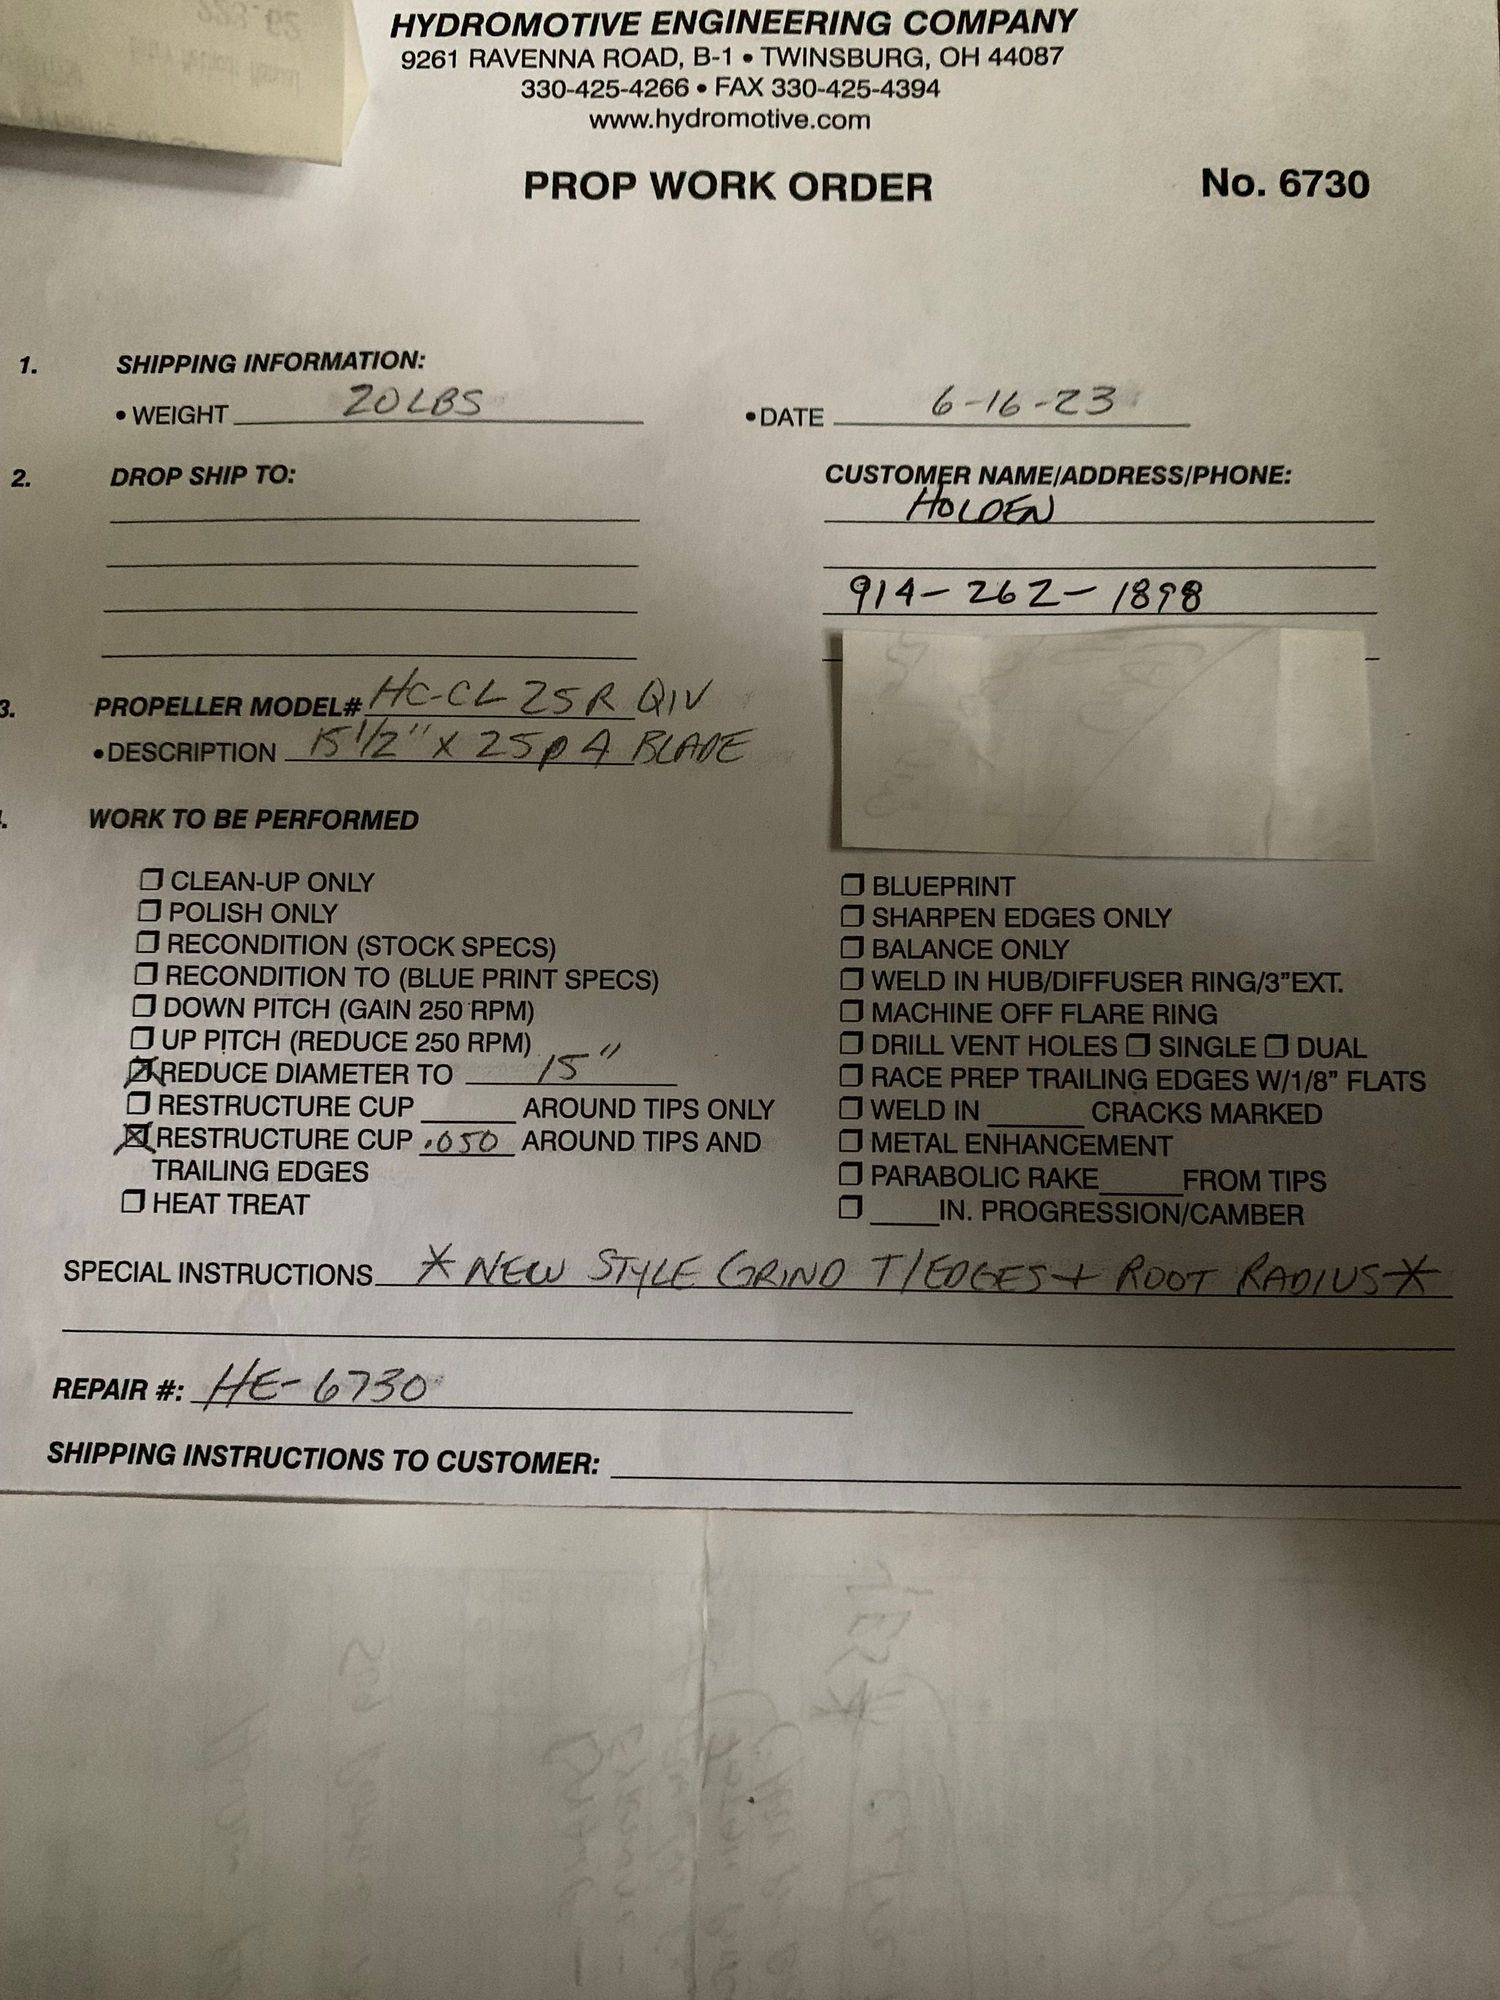 HYDROMOTIVE ENGINEERING COMPANY
9261 RAVENNA ROAD, B-1 • TWINSBURG, OH 44087
330-425-4266 • FAX 330-425-4394
www.hydromotive.com
PROP WORK ORDER No. 6730
1. SHIPPING INFORMATION:
• WEIGHT 20 LBS • DATE 6-16-23
2. DROP SHIP TO: CUSTOMER NAME/ADDRESS/PHONE:
HOLDEN
914-262-1898
3. PROPELLER MODEL# HC-CL 25R QIV
• DESCRIPTION 15 1/2" X 25p 4 BLADE
WORK TO BE PERFORMED
❒ CLEAN-UP ONLY ❒ BLUEPRINT
❒ POLISH ONLY ❒ SHARPEN EDGES ONLY
❒ RECONDITION (STOCK SPECS) ❒ BALANCE ONLY
❒ RECONDITION TO (BLUE PRINT SPECS) ❒ WELD IN HUB/DIFFUSER RING/3"EXT.
❒ DOWN PITCH (GAIN 250 RPM) ❒ MACHINE OFF FLARE RING
❒ UP PITCH (REDUCE 250 RPM) ❒ DRILL VENT HOLES ❒ SINGLE ❒ DUAL
☒ REDUCE DIAMETER TO 15" ❒ RACE PREP TRAILING EDGES W/1/8" FLATS
❒ RESTRUCTURE CUP ______ AROUND TIPS ONLY ❒ WELD IN ______ CRACKS MARKED
☒ RESTRUCTURE CUP .050 AROUND TIPS AND ❒ METAL ENHANCEMENT
TRAILING EDGES ❒ PARABOLIC RAKE______FROM TIPS
❒ HEAT TREAT ❒ _____IN. PROGRESSION/CAMBER
SPECIAL INSTRUCTIONS * NEW STYLE GRIND T/EDGES + ROOT RADIUS *
REPAIR #: HE-6730
SHIPPING INSTRUCTIONS TO CUSTOMER: